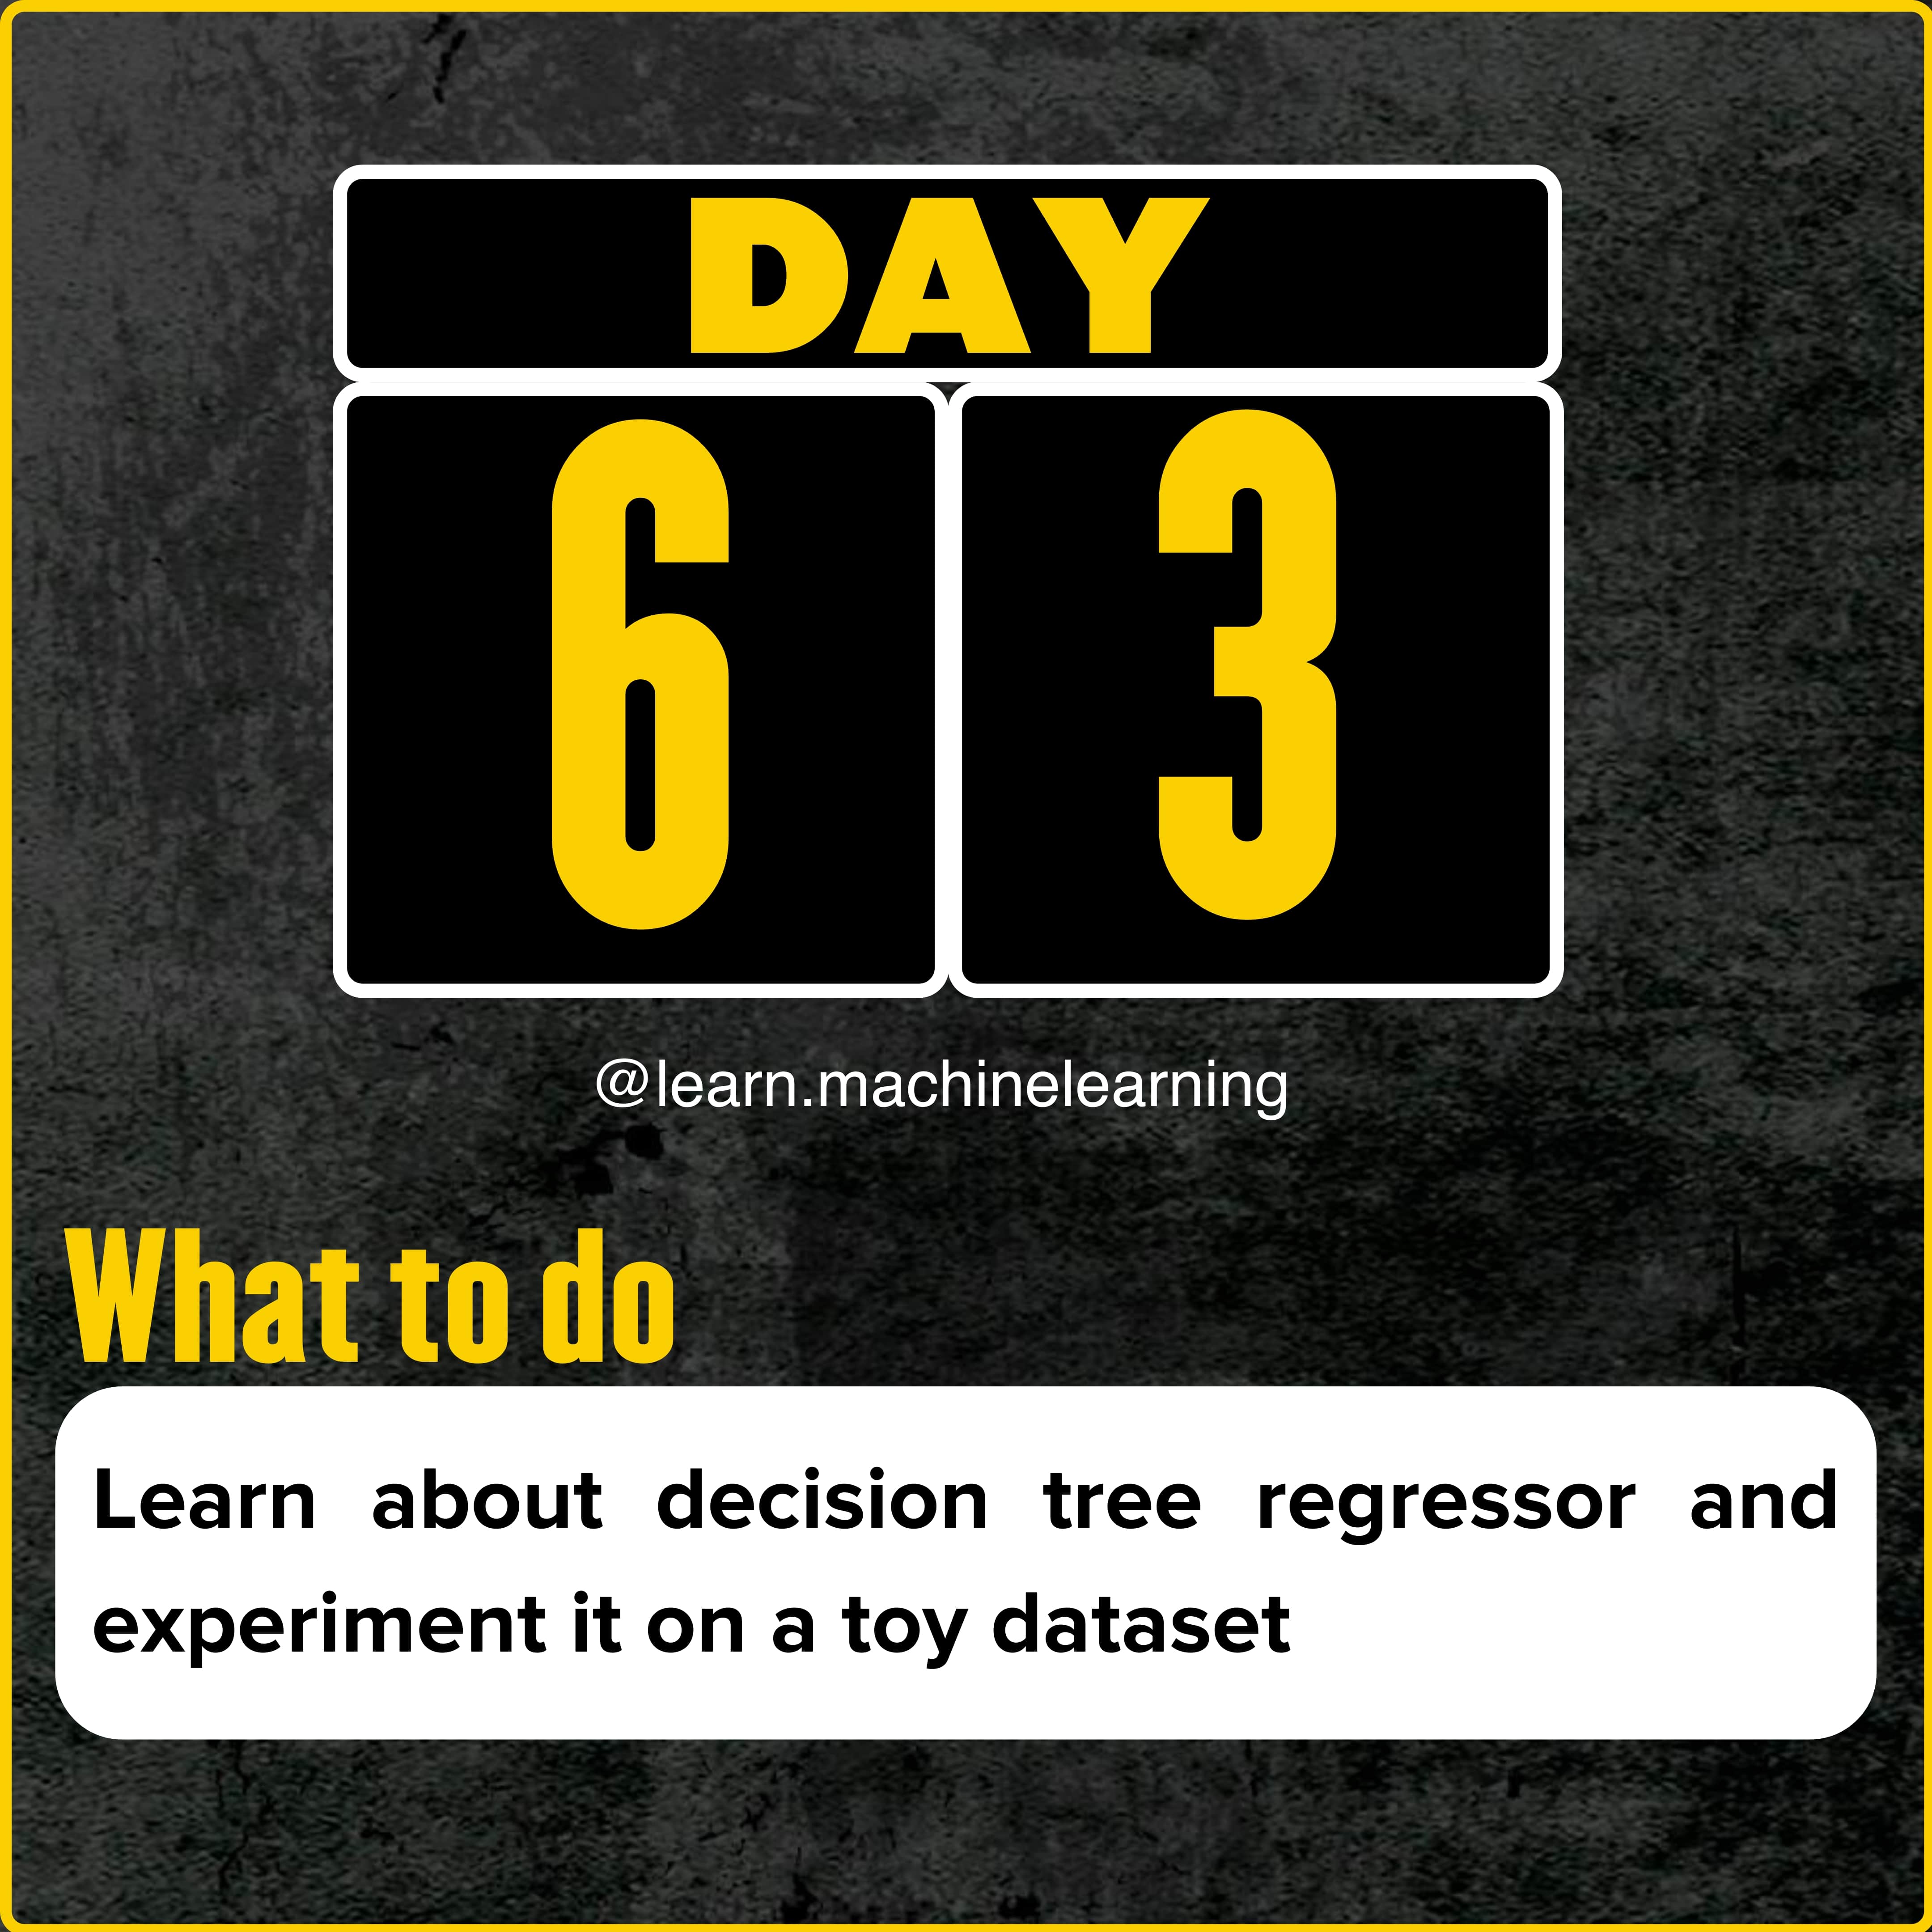 DAY
6 3
@learn.machinelearning
What to do
Learn about decision tree regressor and
experiment it on a toy dataset